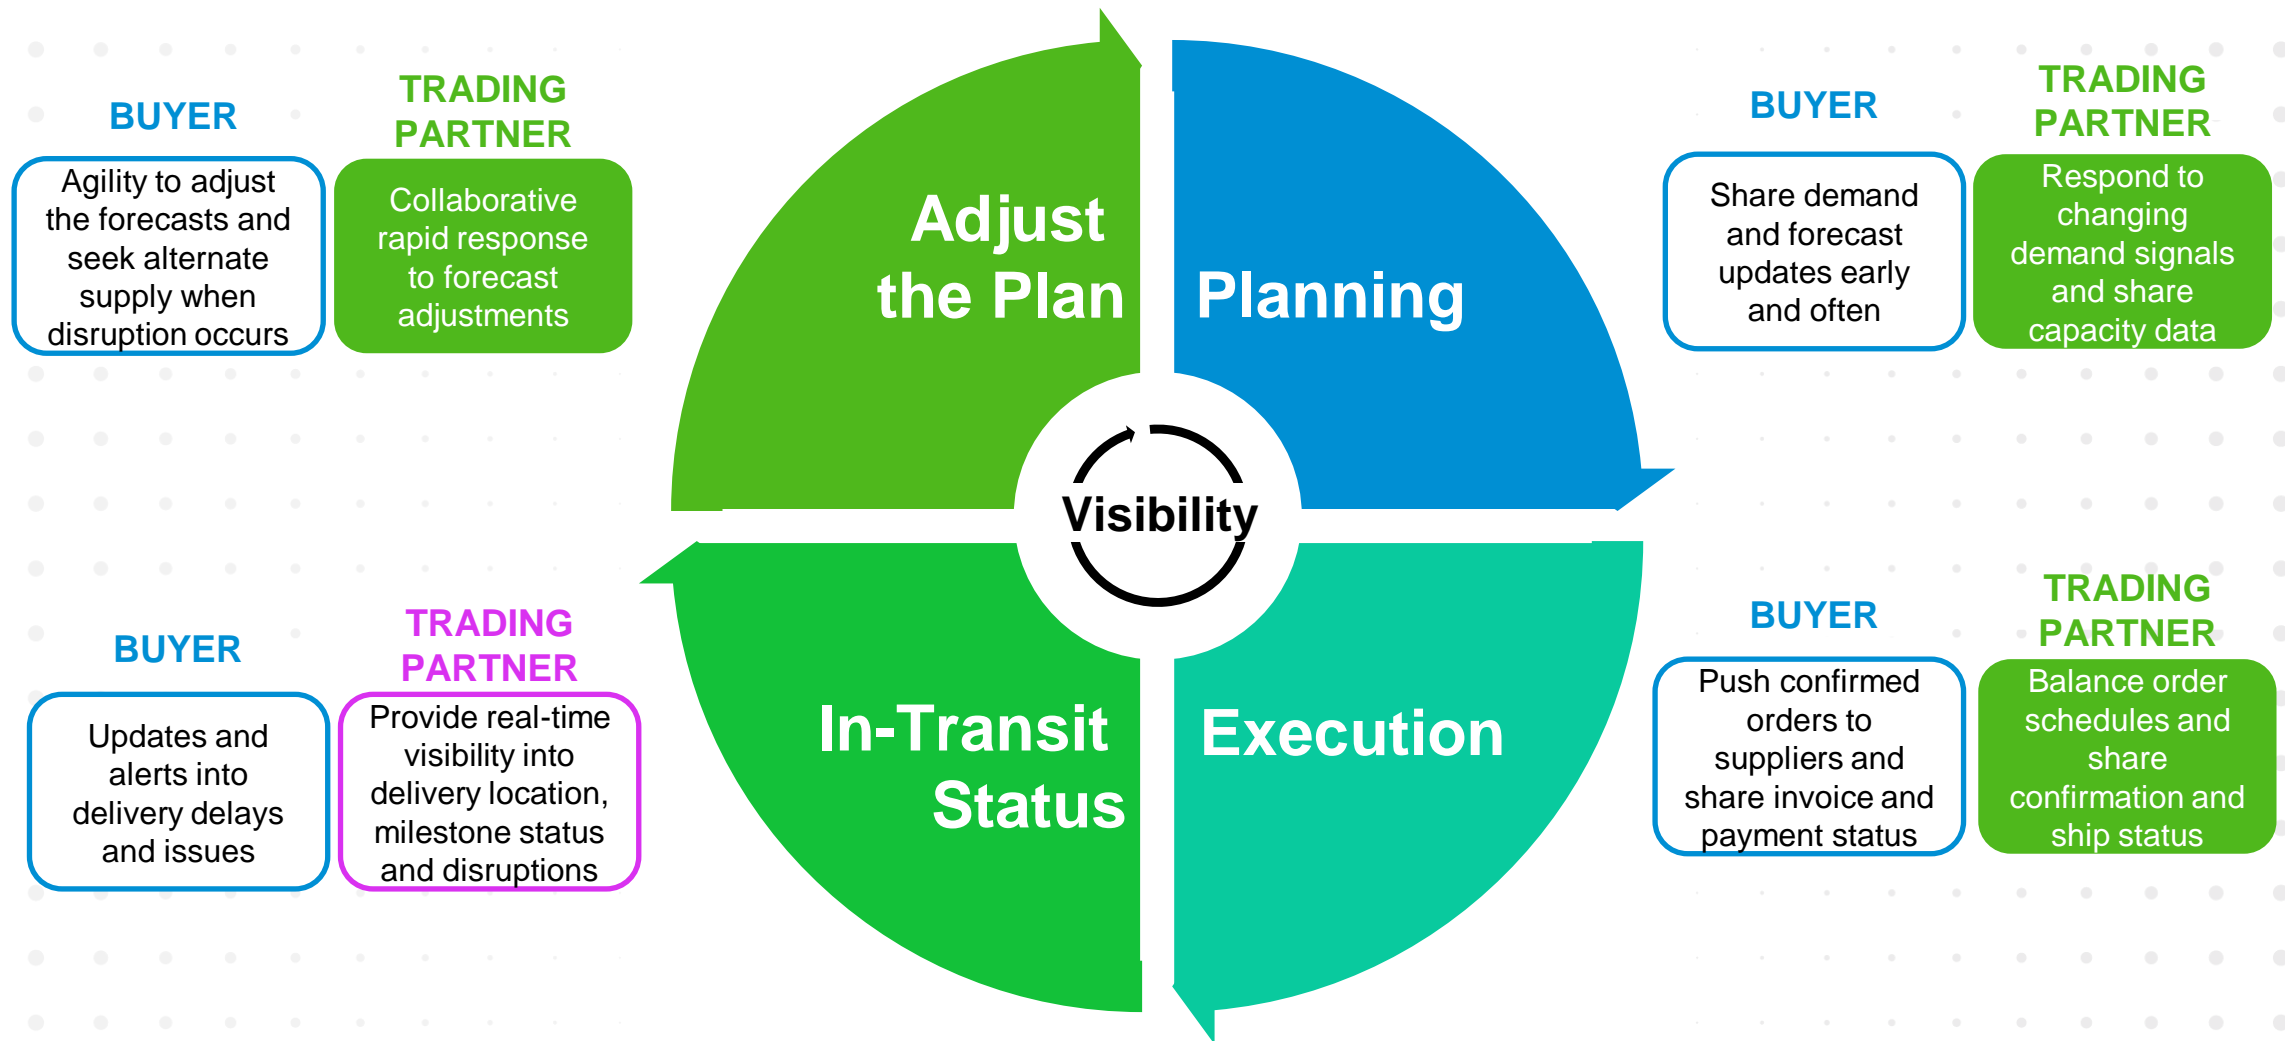 BUYER
TRADING
PARTNER
Agility to adjust
the forecasts and
seek alternate
supply when
disruption occurs
Collaborative
rapid response
to forecast
adjustments
Adjust
the Plan
Planning
BUYER
TRADING
PARTNER
Share demand
and forecast
updates early
and often
Respond to
changing
demand signals
and share
capacity data
Visibility
BUYER
TRADING
PARTNER
Updates and
alerts into
delivery delays
and issues
Provide real-time
visibility into
delivery location,
milestone status
and disruptions
In-Transit
Status
Execution
BUYER
TRADING
PARTNER
Push confirmed
orders to
suppliers and
share invoice and
payment status
Balance order
schedules and
share
confirmation and
ship status